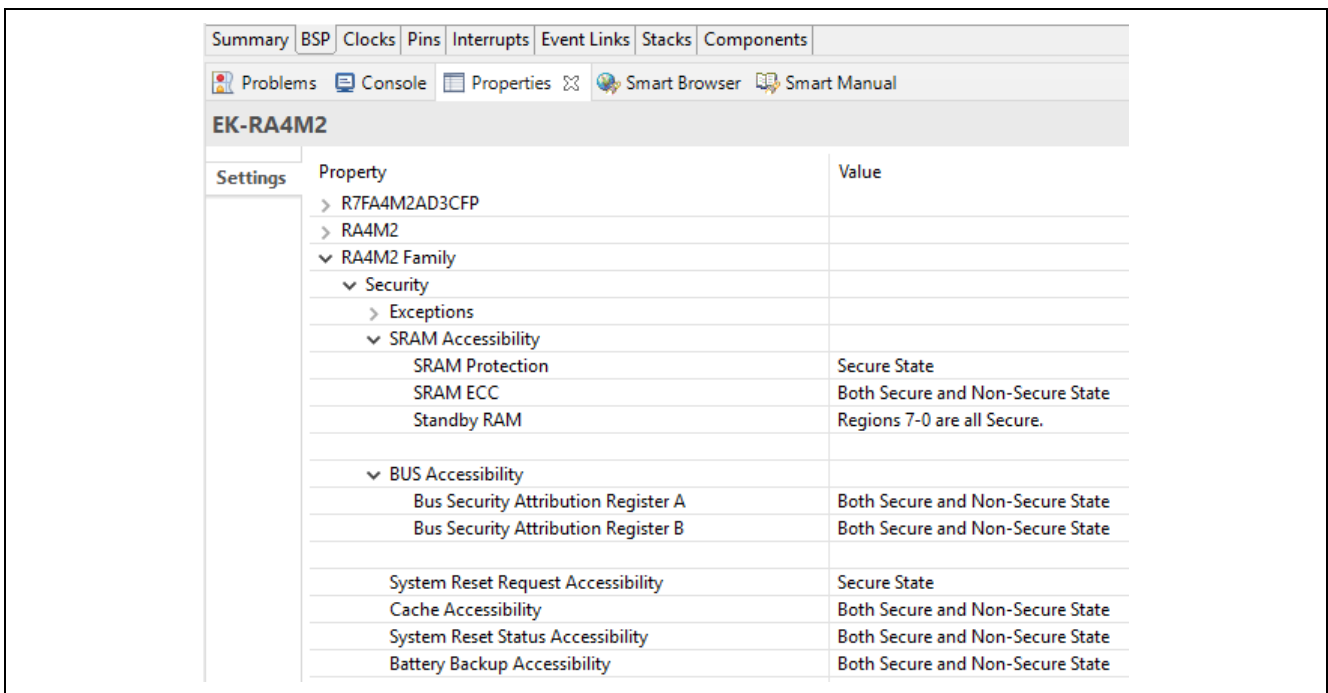 Summary BSP Clocks Pins Interrupts Event Links Stacks Components
Problems Console Properties Smart Browser Smart Manual
EK-RA4M2
Settings Property Value
R7FA4M2AD3CFP
RA4M2
RA4M2 Family
Security
Exceptions
SRAM Accessibility
SRAM Protection Secure State
SRAM ECC Both Secure and Non-Secure State
Standby RAM Regions 7-0 are all Secure.
BUS Accessibility
Bus Security Attribution Register A Both Secure and Non-Secure State
Bus Security Attribution Register B Both Secure and Non-Secure State
System Reset Request Accessibility Secure State
Cache Accessibility Both Secure and Non-Secure State
System Reset Status Accessibility Both Secure and Non-Secure State
Battery Backup Accessibility Both Secure and Non-Secure State